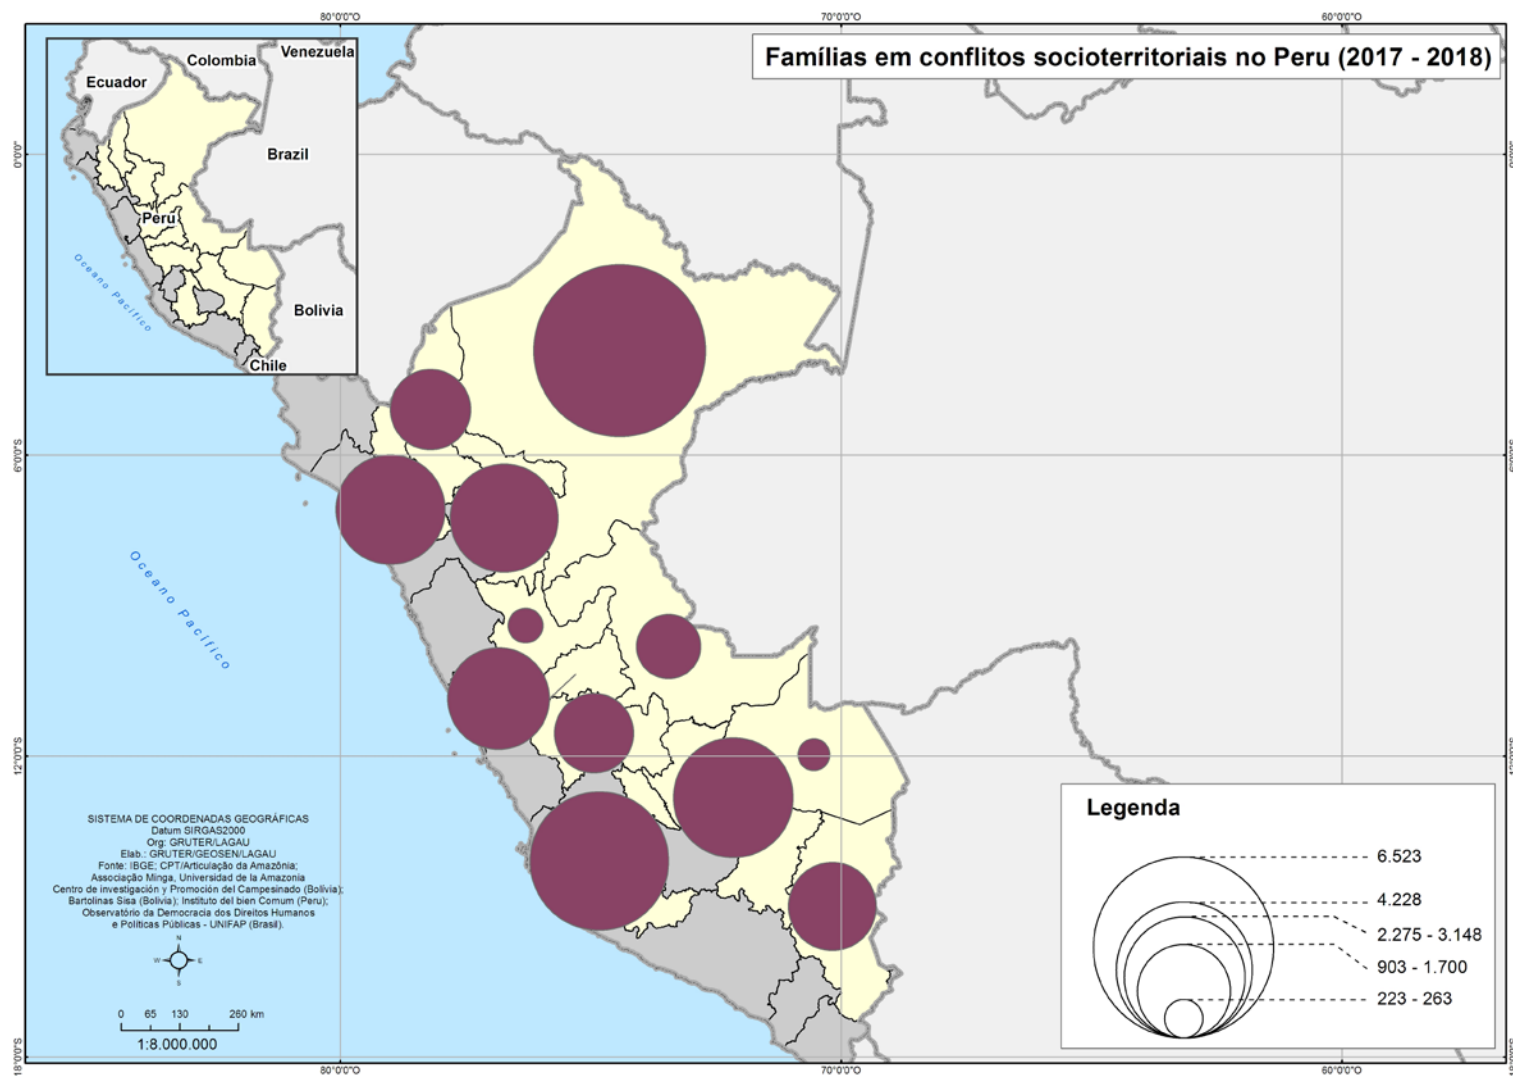 80°0'0"O
70°0'0"O
60°0'0"O
Famílias em conflitos socioterritoriais no Peru (2017 - 2018)
Venezuela
Colombia
Ecuador
Brazil
Perú
Bolivia
Chile
Oceano Pacífico
0°0'0"
6°0'0"S
12°0'0"S
18°0'0"S
Oceano Pacífico
SISTEMA DE COORDENADAS GEOGRÁFICAS
Datum SIRGAS2000
Org: GRUTER/LAGAU
Elab.: GRUTER/GEOSEN/LAGAU
Fonte: IBGE; CPT/Articulação da Amazônia;
Associação Minga, Universidad de la Amazonia
Centro de investigación y Promoción del Campesinado (Bolívia);
Bartolinas Sisa (Bolivia); Instituto del bien Comum (Peru);
Observatório da Democracia dos Direitos Humanos
e Políticas Públicas - UNIFAP (Brasil).
N
W E
S
0 65 130 260 km
1:8.000.000
Legenda
6.523
4.228
2.275 - 3.148
903 - 1.700
223 - 263
80°0'0"O
70°0'0"O
60°0'0"O